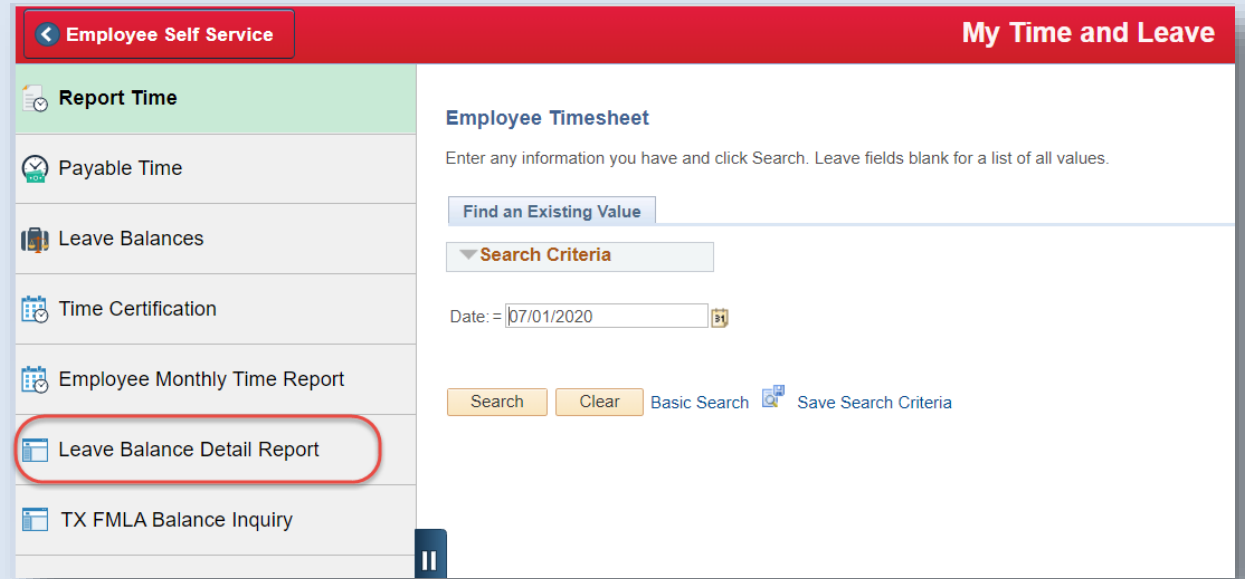 Employee Self Service
My Time and Leave
Report Time
Payable Time
Leave Balances
Time Certification
Employee Monthly Time Report
Leave Balance Detail Report
TX FMLA Balance Inquiry
Employee Timesheet
Enter any information you have and click Search. Leave fields blank for a list of all values.
Find an Existing Value
Search Criteria
Date: = 07/01/2020
31
Search Clear Basic Search Save Search Criteria